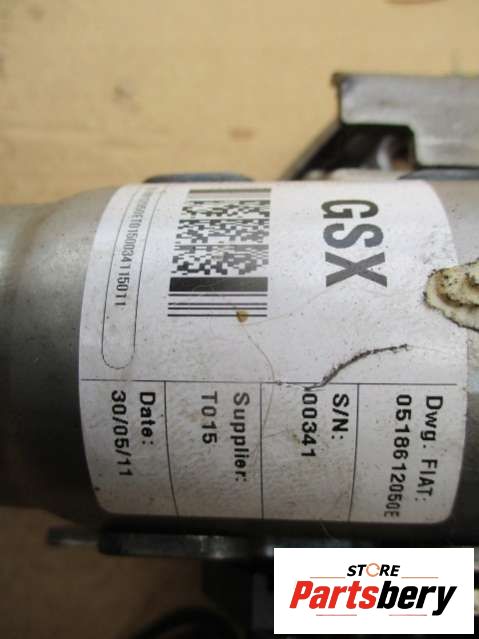 GSX
Dwg. FIAT:
0518612050E
S/N:
00341
Supplier:
T015
Date:
30/05/11
STORE
Partsbery